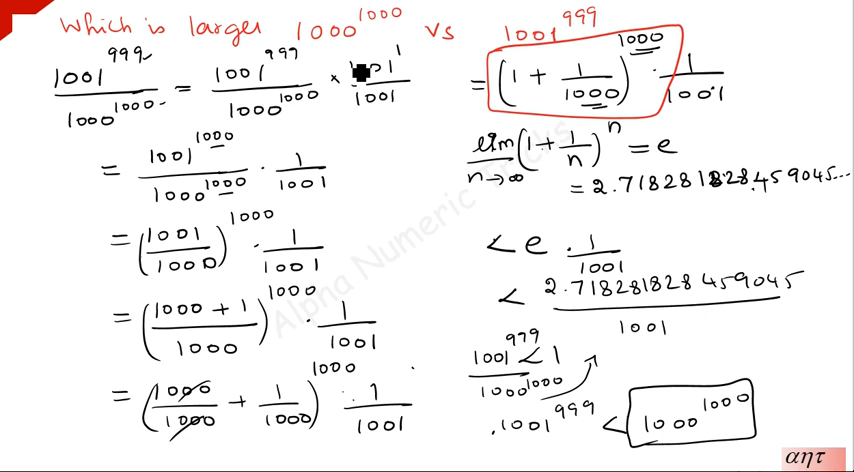 Which is larger 1000^1000 vs 1001^999
1001^999 / 1000^1000 = 1001^999 / 1000^1000 × 1001^1 / 1001
= 1001^1000 / 1000^1000 · 1 / 1001
= (1001 / 1000)^1000 · 1 / 1001
= (1000 + 1 / 1000)^1000 · 1 / 1001
= (1000 / 1000 + 1 / 1000)^1000 · 1 / 1001
= (1 + 1 / 1000)^1000 · 1 / 1001
lim n→∞ (1 + 1 / n)^n = e
= 2.718281828.459045...
< e · 1 / 1001
< 2.718281828459045 / 1001
1001^999 / 1000^1000 < 1
.1001^999 < 1000^1000
Alpha Numeric Tricks
αητ